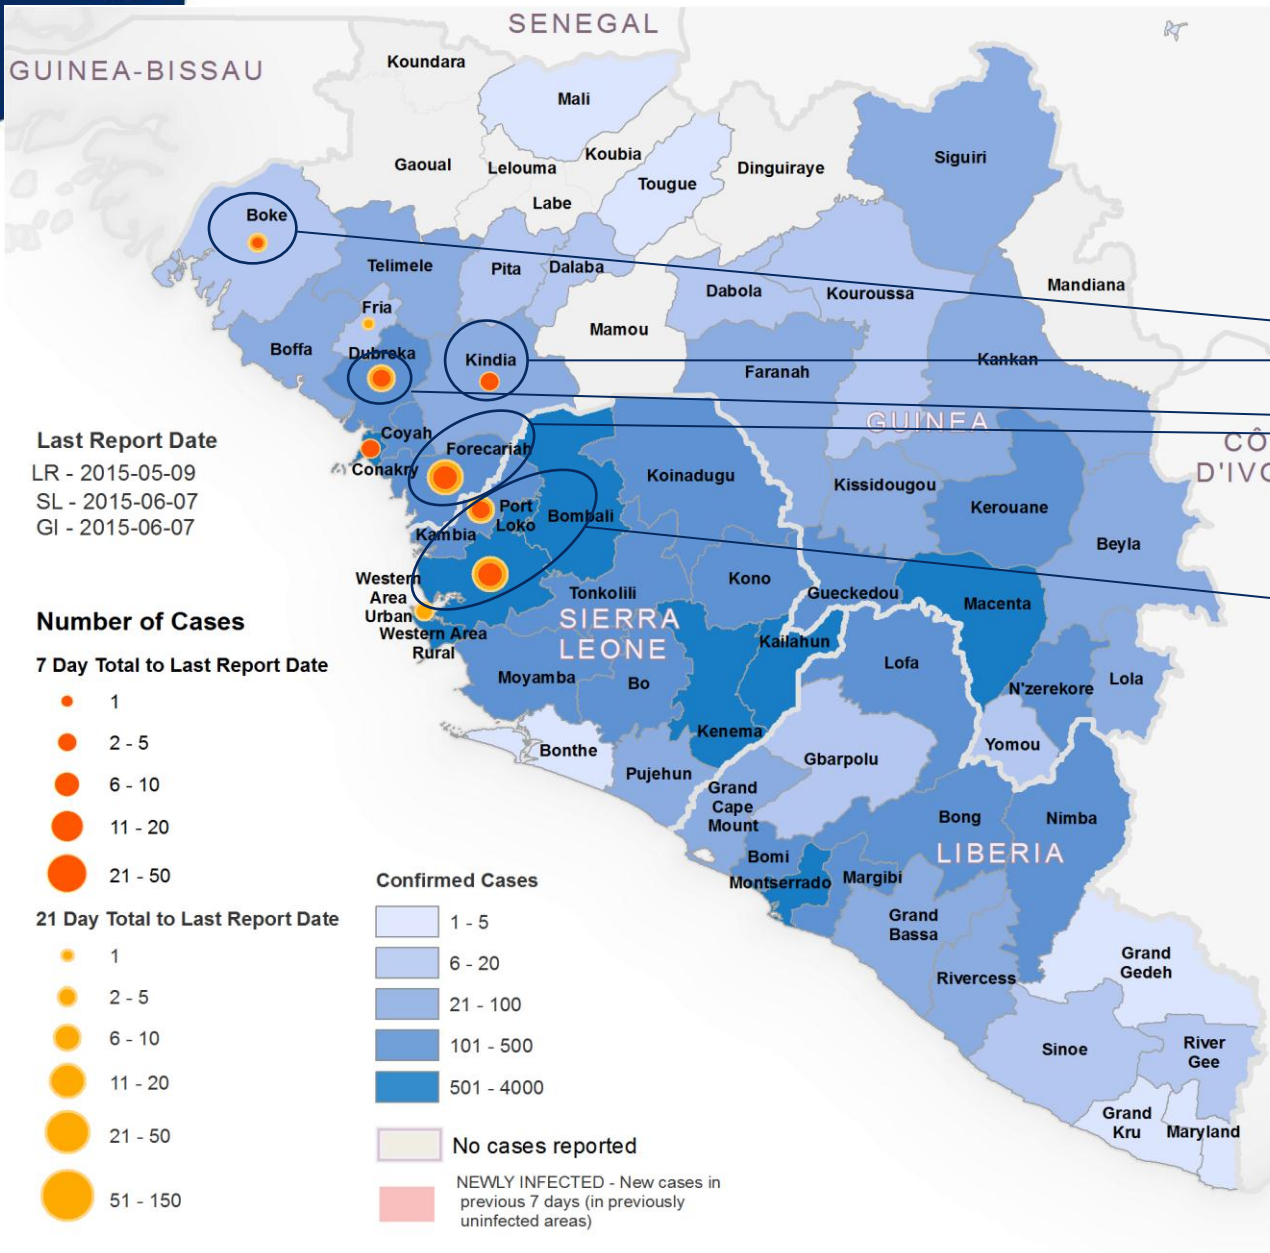 SENEGAL
GUINEA-BISSAU
Koundara
Mali
Gaoual
Lelouma
Koubia
Labe
Tougue
Dinguiraye
Siguiri
Boke
Telimele
Pita
Dalaba
Dabola
Kouroussa
Mandiana
Fria
Mamou
Boffa
Dubreka
Kindia
Faranah
Kankan
GUINEA
Coyah
Forecariah
Conakry
CÔ
D'IVO
Koinadugu
Kissidougou
Kerouane
Beyla
Port
Loko
Bombali
Kambia
Kono
Gueckedou
Macenta
Western
Area
Urban
Tonkolili
SIERRA
LEONE
Western Area
Rural
Kailahun
Lofa
Moyamba
Bo
N'zerekore
Lola
Kenema
Bonthe
Yomou
Pujehun
Gbarpolu
Grand
Cape
Mount
Bong
Nimba
LIBERIA
Bomi
Montserrado
Margibi
Grand
Bassa
Rivercess
Grand
Gedeh
Sinoe
River
Gee
Grand
Kru
Maryland
Last Report Date
LR - 2015-05-09
SL - 2015-06-07
GI - 2015-06-07
Number of Cases
7 Day Total to Last Report Date
1
2 - 5
6 - 10
11 - 20
21 - 50
21 Day Total to Last Report Date
1
2 - 5
6 - 10
11 - 20
21 - 50
51 - 150
Confirmed Cases
1 - 5
6 - 20
21 - 100
101 - 500
501 - 4000
No cases reported
NEWLY INFECTED - New cases in
previous 7 days (in previously
uninfected areas)